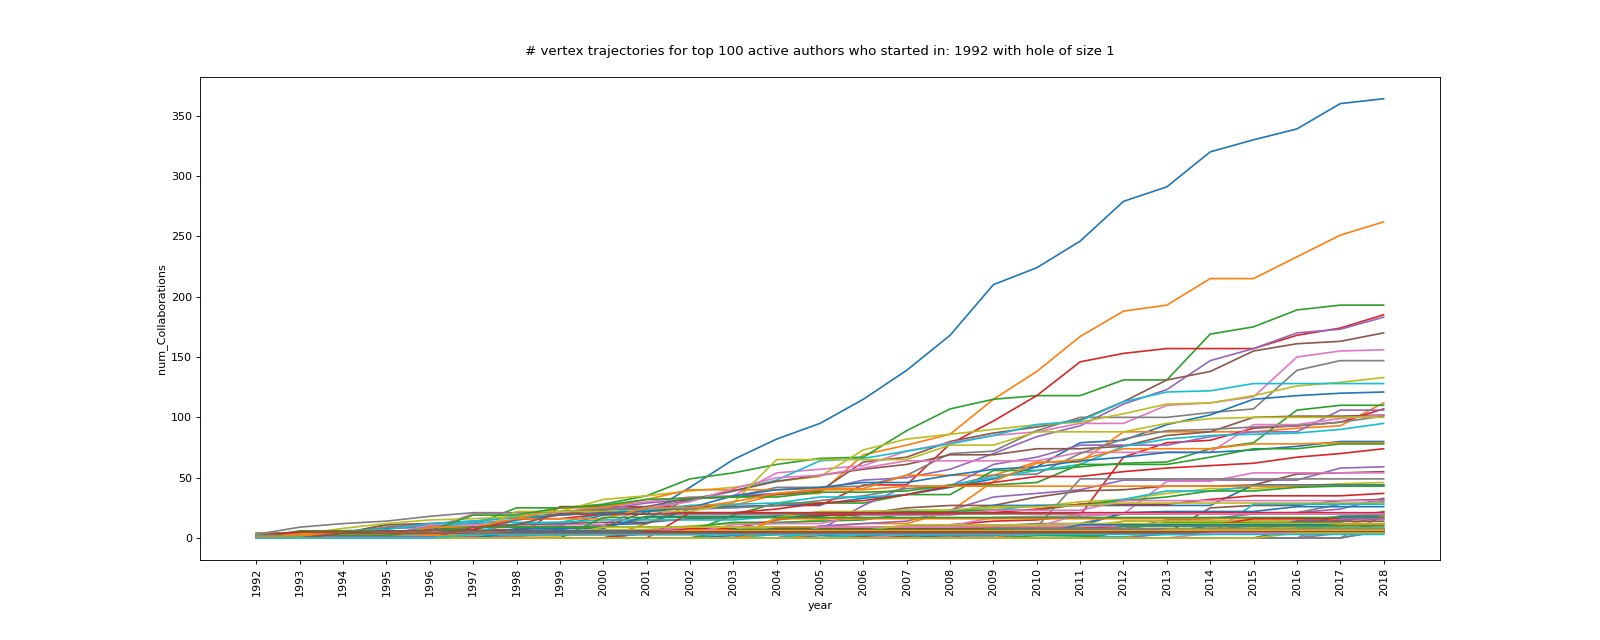 # vertex trajectories for top 100 active authors who started in: 1992 with hole of size 1
350
300
250
200
150
100
50
0
num_Collaborations
1992 1993 1994 1995 1996 1997 1998 1999 2000 2001 2002 2003 2004 2005 2006 2007 2008 2009 2010 2011 2012 2013 2014 2015 2016 2017 2018
year